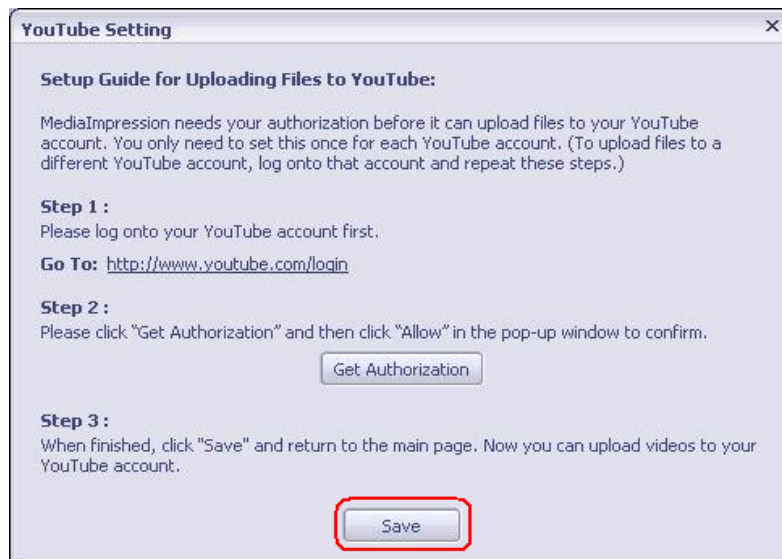 YouTube Setting
Setup Guide for Uploading Files to YouTube:
MediaImpression needs your authorization before it can upload files to your YouTube
account. You only need to set this once for each YouTube account. (To upload files to a
different YouTube account, log onto that account and repeat these steps.)
Step 1 :
Please log onto your YouTube account first.
Go To: http://www.youtube.com/login
Step 2 :
Please click “Get Authorization” and then click “Allow” in the pop-up window to confirm.
Get Authorization
Step 3 :
When finished, click "Save" and return to the main page. Now you can upload videos to your
YouTube account.
Save